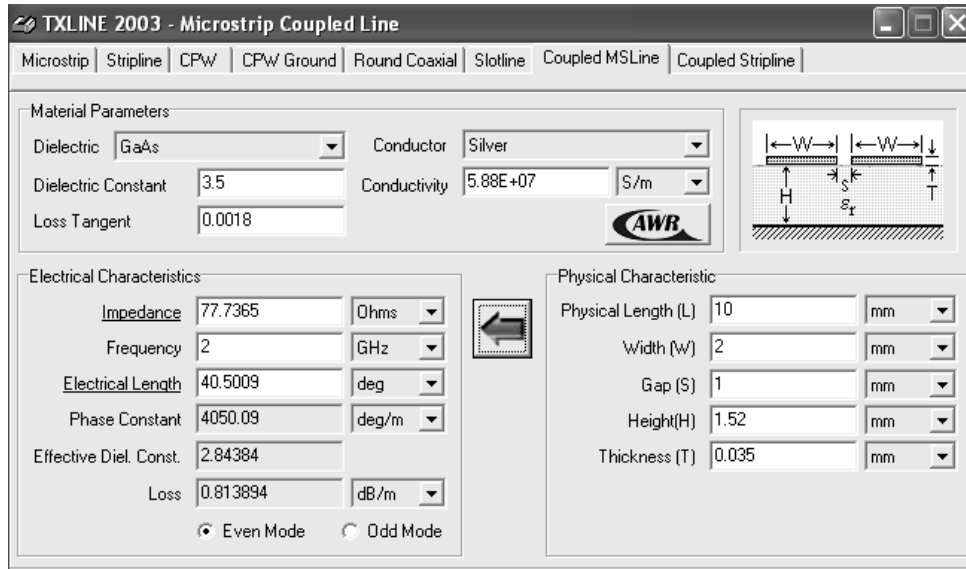 TXLINE 2003 - Microstrip Coupled Line
Microstrip Stripline CPW CPW Ground Round Coaxial Slotline Coupled MSLine Coupled Stripline
Material Parameters
Dielectric GaAs Conductor Silver
Dielectric Constant 3.5 Conductivity 5.88E+07 S/m
Loss Tangent 0.0018 AWR
W W
S
H T
εr
Electrical Characteristics
Impedance 77.7365 Ohms
Frequency 2 GHz
Electrical Length 40.5009 deg
Phase Constant 4050.09 deg/m
Effective Diel. Const. 2.84384
Loss 0.813894 dB/m
Even Mode Odd Mode
Physical Characteristic
Physical Length (L) 10 mm
Width (W) 2 mm
Gap (S) 1 mm
Height(H) 1.52 mm
Thickness (T) 0.035 mm